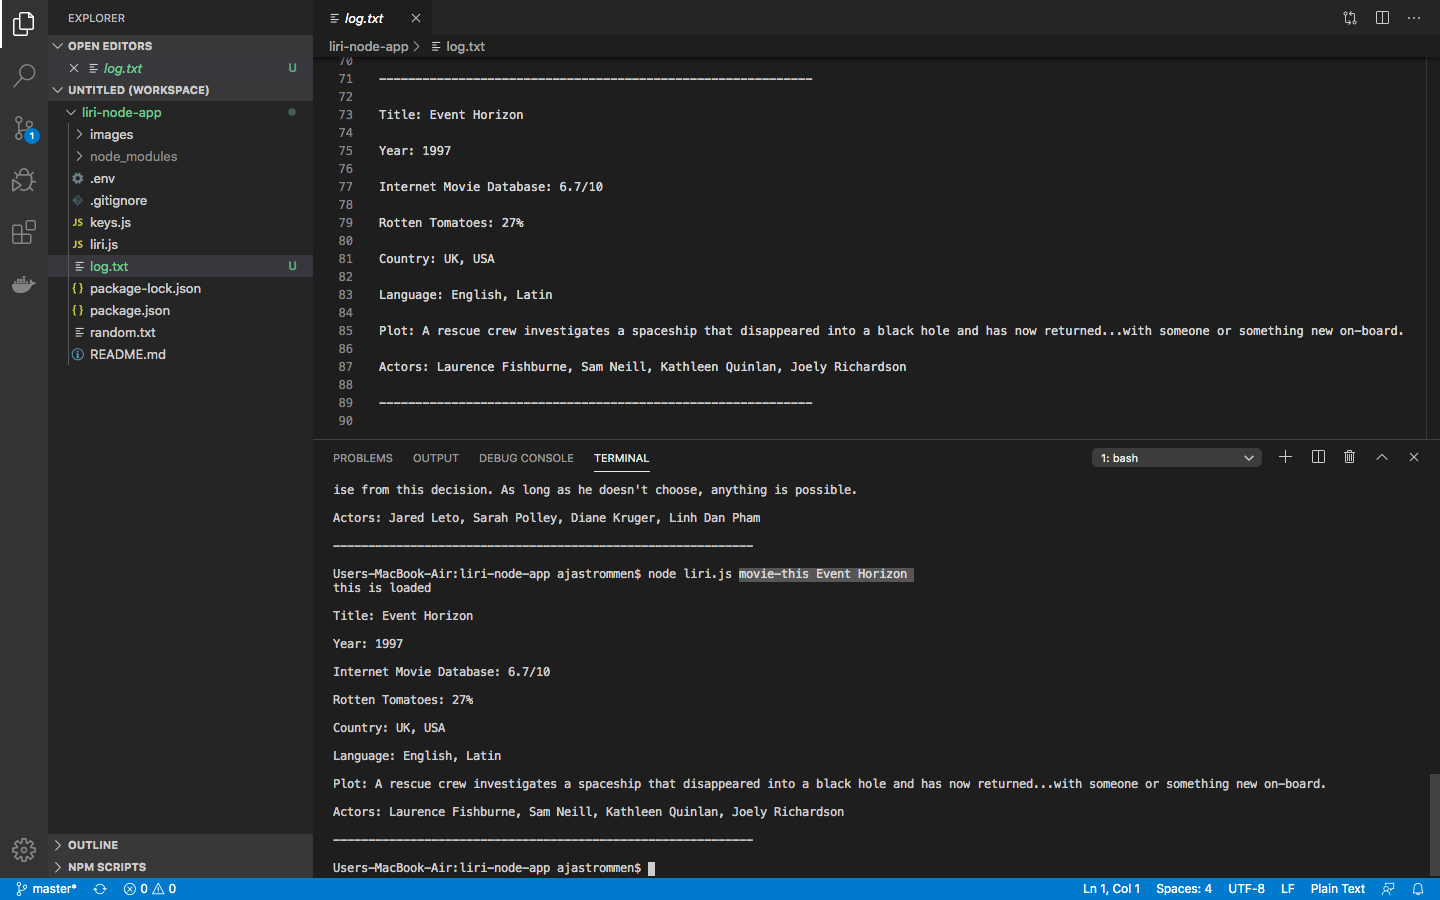 EXPLORER
OPEN EDITORS
log.txt U
UNTITLED (WORKSPACE)
liri-node-app
images
node_modules
.env
.gitignore
JS keys.js
JS liri.js
log.txt U
{} package-lock.json
{} package.json
random.txt
README.md
OUTLINE
NPM SCRIPTS
1
log.txt
liri-node-app > log.txt
70
71 ------------------------------------------------------------
72
73 Title: Event Horizon
74
75 Year: 1997
76
77 Internet Movie Database: 6.7/10
78
79 Rotten Tomatoes: 27%
80
81 Country: UK, USA
82
83 Language: English, Latin
84
85 Plot: A rescue crew investigates a spaceship that disappeared into a black hole and has now returned...with someone or something new on-board.
86
87 Actors: Laurence Fishburne, Sam Neill, Kathleen Quinlan, Joely Richardson
88
89 ------------------------------------------------------------
90
PROBLEMS OUTPUT DEBUG CONSOLE TERMINAL 1: bash
ise from this decision. As long as he doesn't choose, anything is possible.
Actors: Jared Leto, Sarah Polley, Diane Kruger, Linh Dan Pham
------------------------------------------------------------
Users-MacBook-Air:liri-node-app ajastrommen$ node liri.js movie-this Event Horizon
this is loaded
Title: Event Horizon
Year: 1997
Internet Movie Database: 6.7/10
Rotten Tomatoes: 27%
Country: UK, USA
Language: English, Latin
Plot: A rescue crew investigates a spaceship that disappeared into a black hole and has now returned...with someone or something new on-board.
Actors: Laurence Fishburne, Sam Neill, Kathleen Quinlan, Joely Richardson
------------------------------------------------------------
Users-MacBook-Air:liri-node-app ajastrommen$
master* 0 0 Ln 1, Col 1 Spaces: 4 UTF-8 LF Plain Text